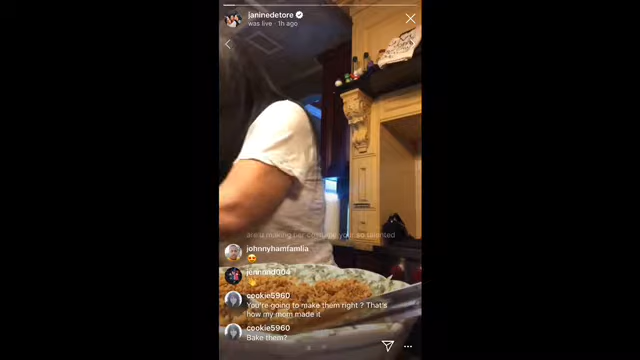 janinedetore
was live · 1h ago
johnnyhamfamlia
jennnnd004
cookie5960
You're going to make them right ? That's
how my mom made it
cookie5960
Bake them?